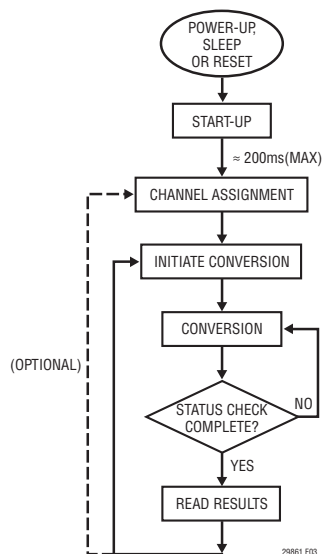 POWER-UP,
SLEEP
OR RESET
START-UP
≈ 200ms(MAX)
CHANNEL ASSIGNMENT
INITIATE CONVERSION
CONVERSION
(OPTIONAL)
STATUS CHECK
COMPLETE?
NO
YES
READ RESULTS
29861 F03